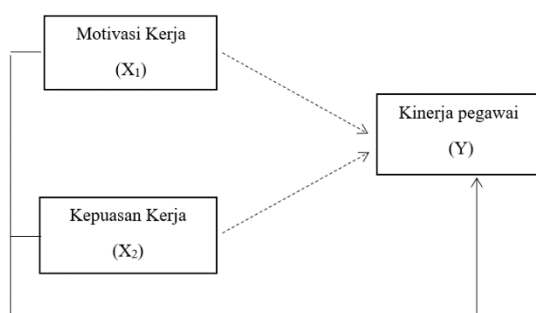 Motivasi Kerja
(X₁)
Kinerja pegawai
(Y)
Kepuasan Kerja
(X₂)